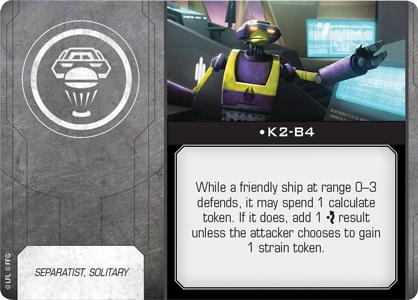 •K2-B4
While a friendly ship at range 0–3
defends, it may spend 1 calculate
token. If it does, add 1 result
unless the attacker chooses to gain
1 strain token.
SEPARATIST, SOLITARY
© LFL © FFG